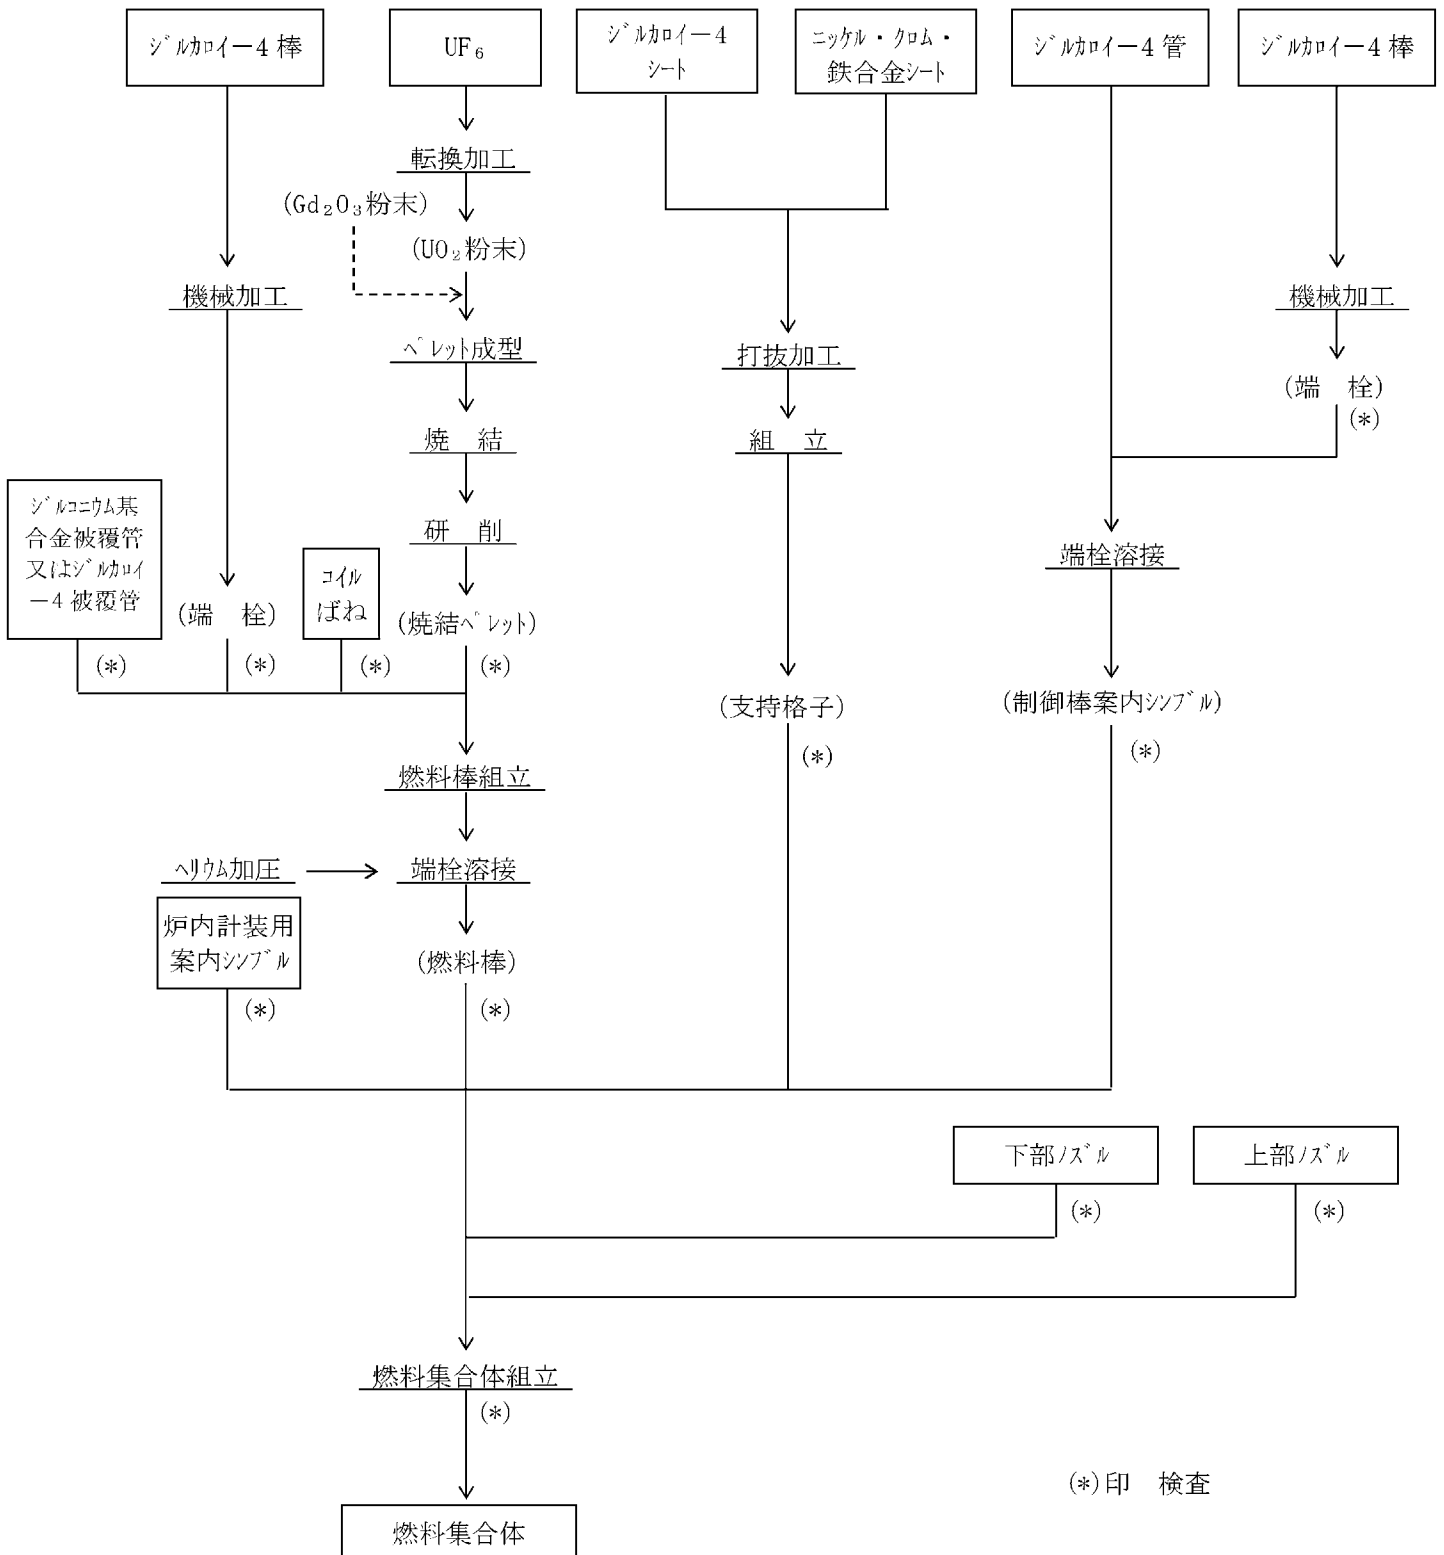 ジルカロイー4棒
UF₆
ジルカロイー4
シート
ニッケル・クロム・
鉄合金シート
ジルカロイー4管
ジルカロイー4棒
転換加工
(Gd₂O₃粉末)
(UO₂粉末)
機械加工
機械加工
ペレット成型
打抜加工
(端　栓)
(*)
焼　結
組　立
ジルコニウム基
合金被覆管
又はジルカロイ
ー4被覆管
(*)
研　削
端栓溶接
コイル
ばね
(*)
(端　栓)
(*)
(焼結ペレット)
(*)
(支持格子)
(*)
(制御棒案内シンブル)
(*)
燃料棒組立
ヘリウム加圧
端栓溶接
炉内計装用
案内シンブル
(*)
(燃料棒)
(*)
下部ノズル
(*)
上部ノズル
(*)
燃料集合体組立
(*)
(*)印　検査
燃料集合体